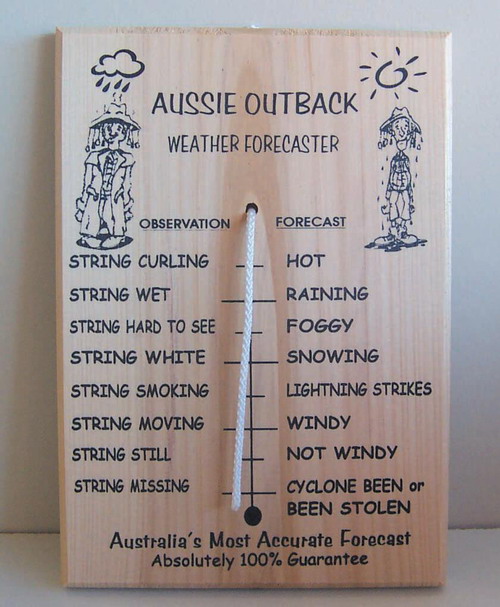 AUSSIE OUTBACK
WEATHER FORECASTER
OBSERVATION FORECAST
STRING CURLING HOT
STRING WET RAINING
STRING HARD TO SEE FOGGY
STRING WHITE SNOWING
STRING SMOKING LIGHTNING STRIKES
STRING MOVING WINDY
STRING STILL NOT WINDY
STRING MISSING CYCLONE BEEN or
BEEN STOLEN
Australia's Most Accurate Forecast
Absolutely 100% Guarantee